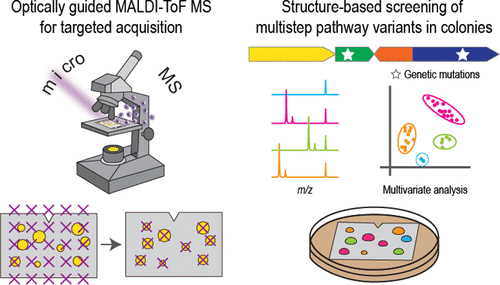 Optically guided MALDI-ToF MS
for targeted acquisition
micro
MS
Structure-based screening of
multistep pathway variants in colonies
Genetic mutations
m/z
Multivariate analysis